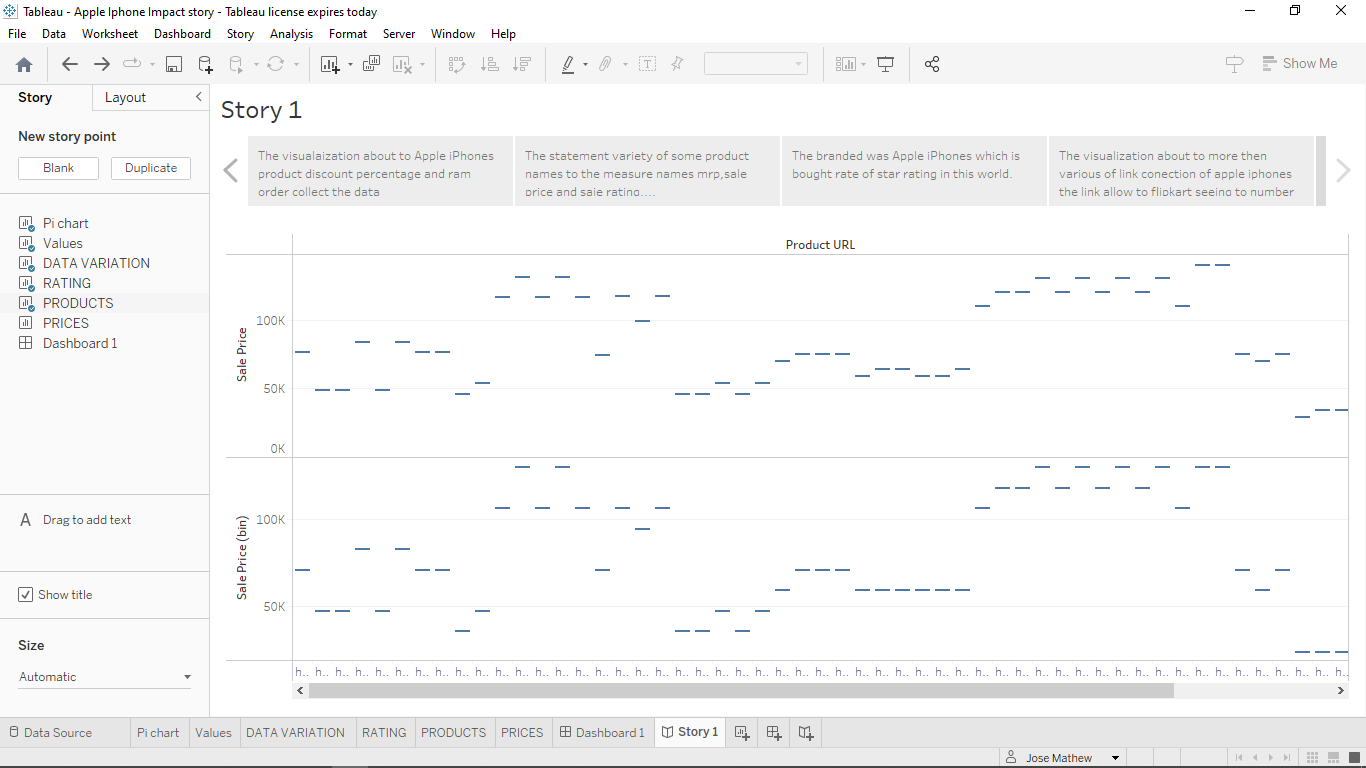 Tableau - Apple Iphone Impact story - Tableau license expires today
File Data Worksheet Dashboard Story Analysis Format Server Window Help
Show Me
Story Layout
New story point
Blank Duplicate
Pi chart
Values
DATA VARIATION
RATING
PRODUCTS
PRICES
Dashboard 1
A Drag to add text
Show title
Size
Automatic
Story 1
The visualaization about to Apple iPhones
product discount percentage and ram
order collect the data
The statement variety of some product
names to the measure names mrp,sale
price and saie rating....
The branded was Apple iPhones which is
bought rate of star rating in this world.
The visualization about to more then
various of link conection of apple iphones
the link allow to flipkart seeing to number
Product URL
Sale Price
100K
50K
0K
Sale Price (bin)
100K
50K
h.. h.. h.. h.. h.. h.. h.. h.. h.. h.. h.. h.. h.. h.. h.. h.. h.. h.. h.. h.. h.. h.. h.. h.. h.. h.. h.. h.. h.. h.. h.. h.. h.. h.. h.. h.. h.. h.. h.. h.. h.. h.. h.. h.. h.. h.. h.. h.. h.. h.. h.. h.. h..
Data Source Pi chart Values DATA VARIATION RATING PRODUCTS PRICES Dashboard 1 Story 1
Jose Mathew